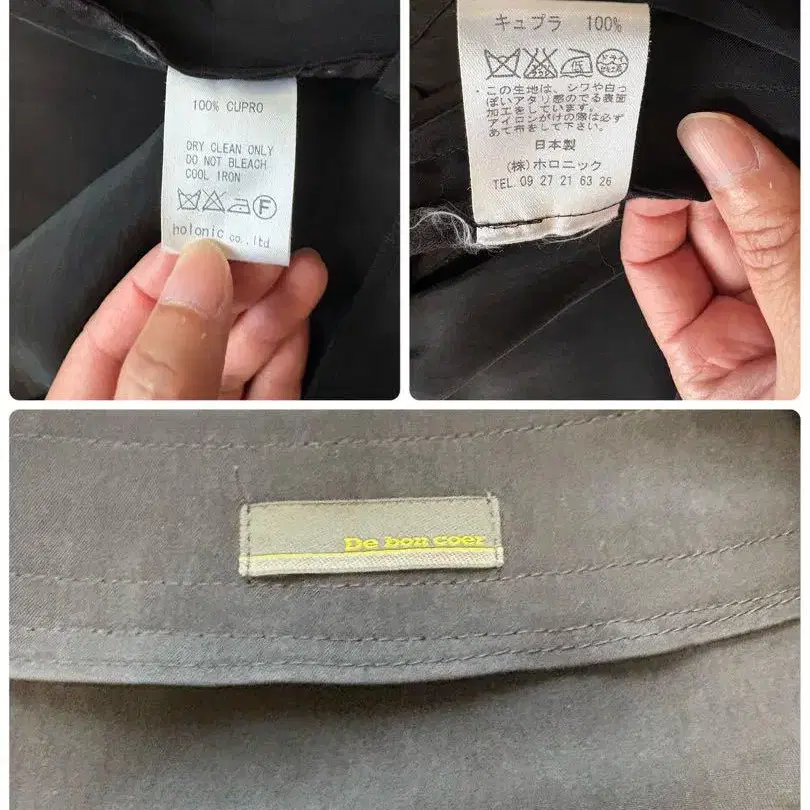 100% CUPRO
DRY CLEAN ONLY
DO NOT BLEACH
COOL IRON
F
holonic co.,ltd
キュプラ 100%
ドライ
・この生地は、シワや白っ
ぽいアタリ感のでる表面
加工をしています。
アイロンがけの際は必ず
あて布をして下さい。
日本製
(株)ホロニック
TEL. 09 27 21 63 26
De bon coer